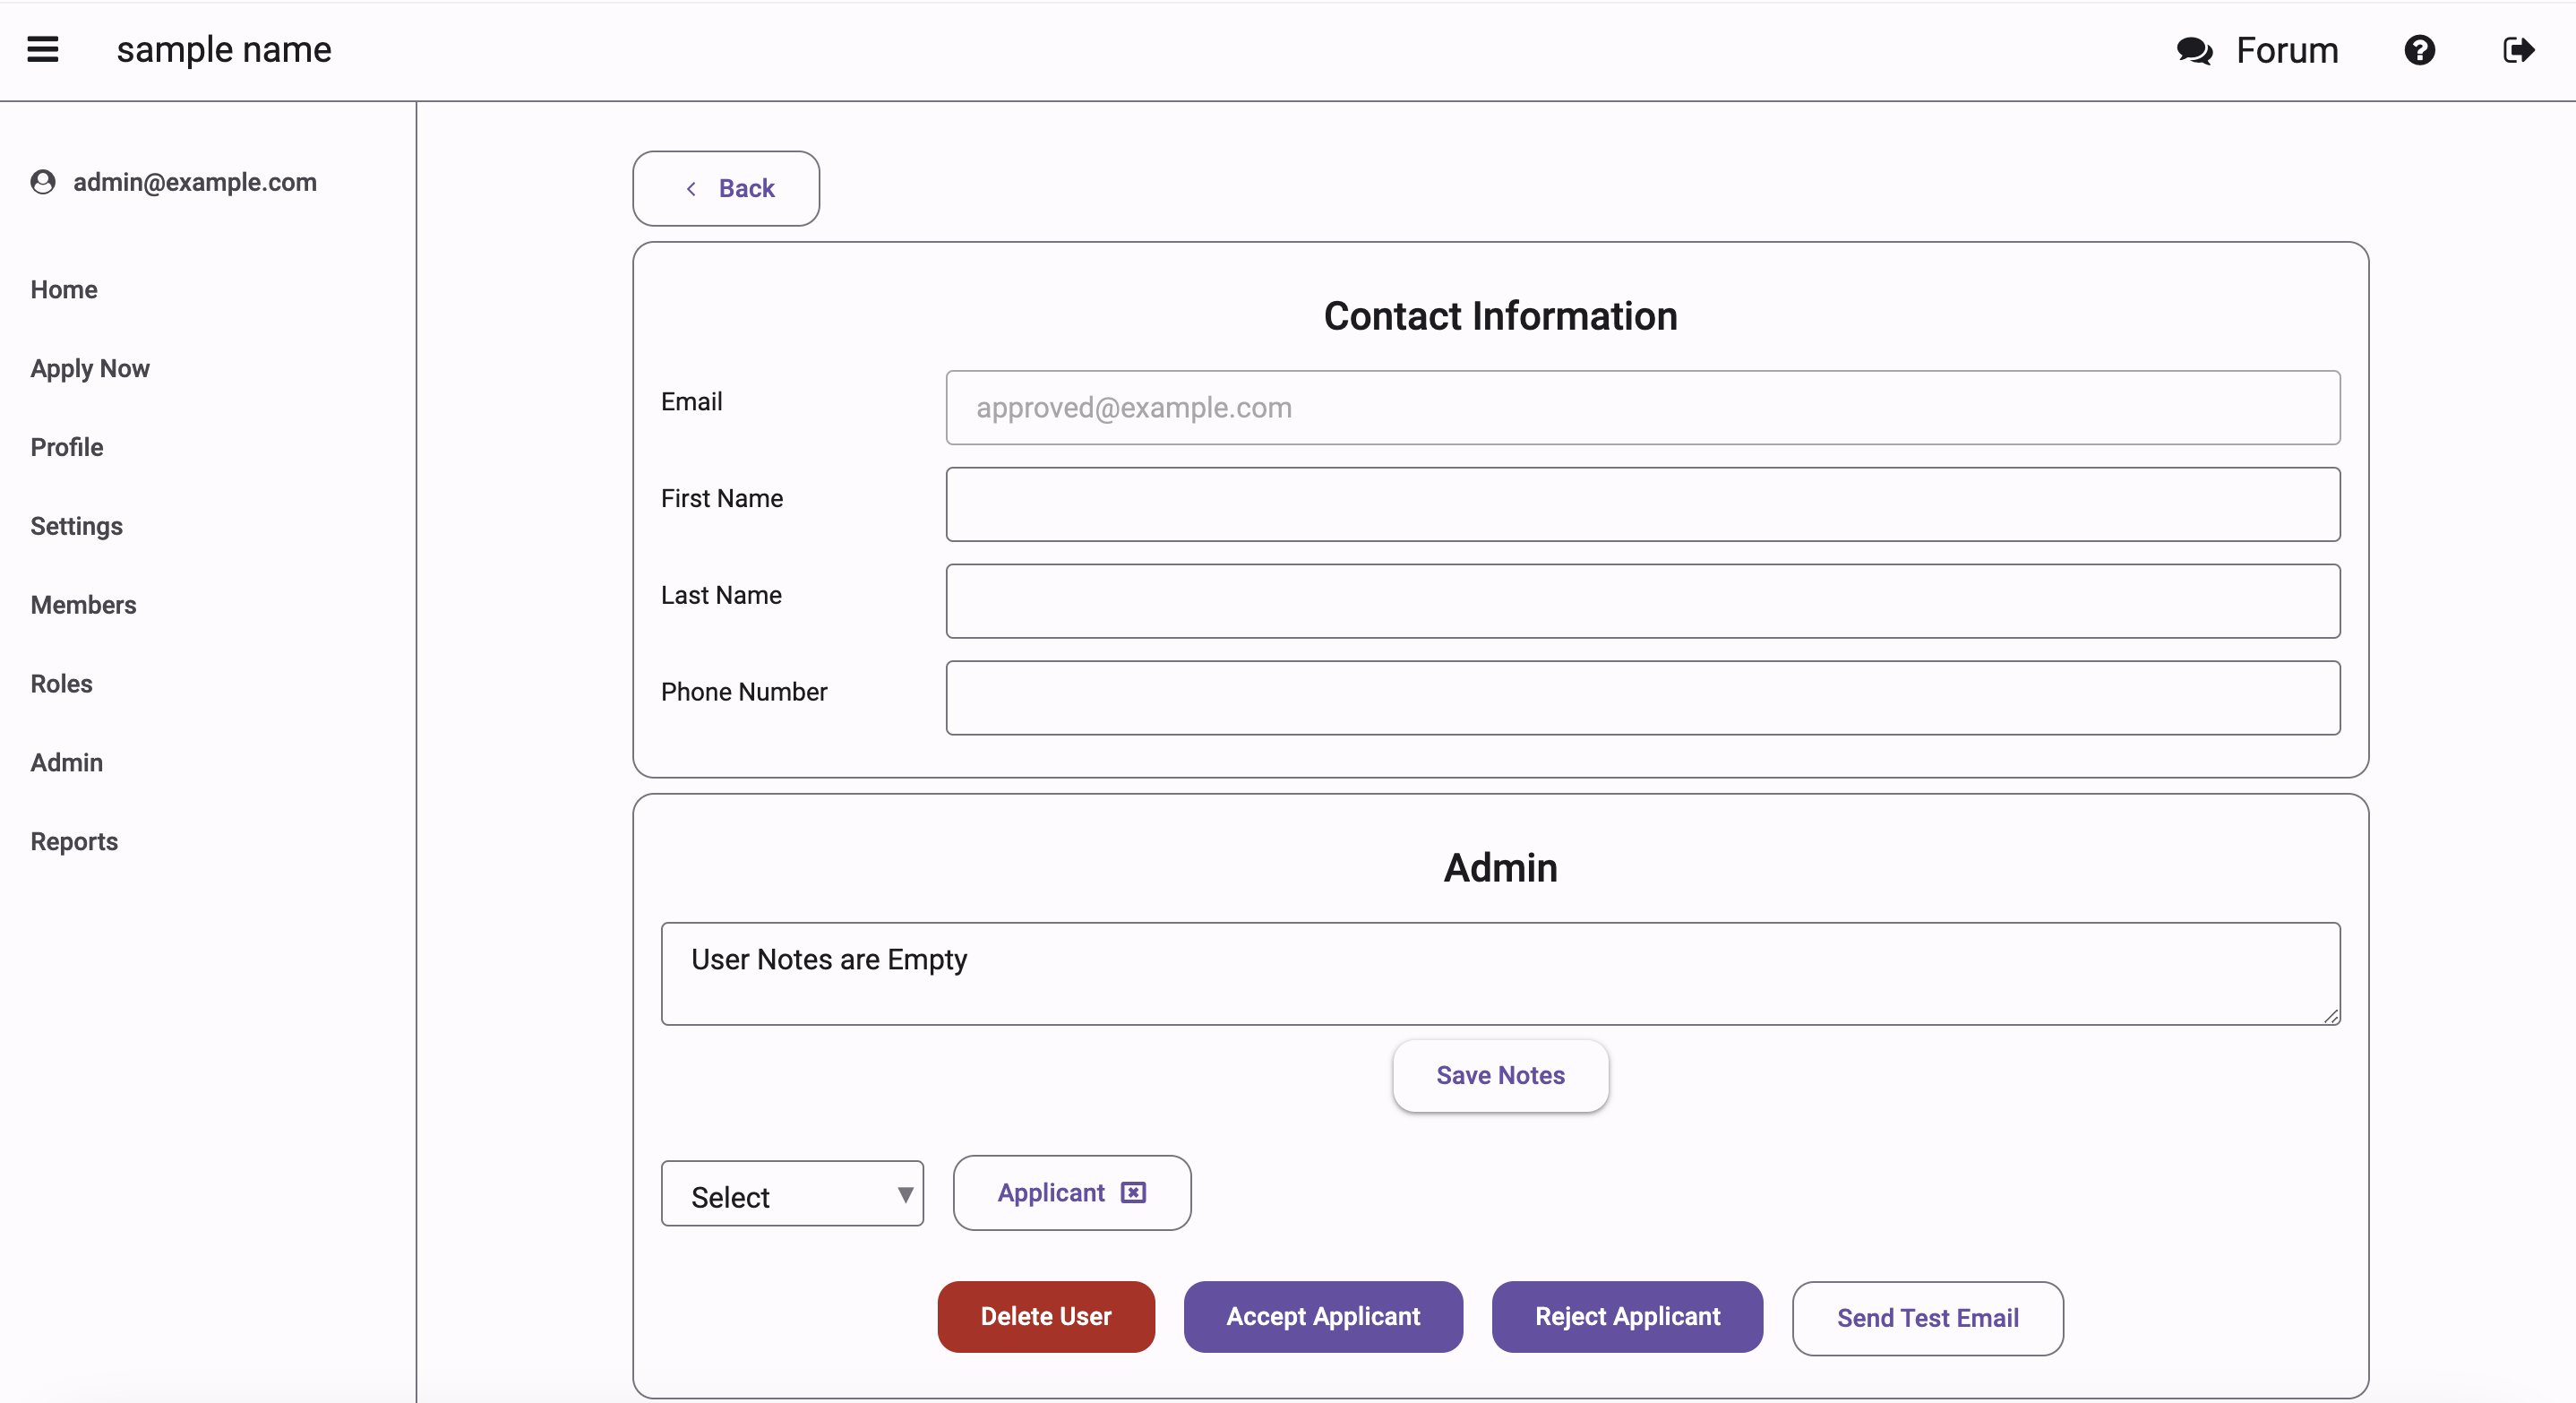 sample name
Forum
admin@example.com
Home
Apply Now
Profile
Settings
Members
Roles
Admin
Reports
Back
Contact Information
Email
approved@example.com
First Name
Last Name
Phone Number
Admin
User Notes are Empty
Save Notes
Select
Applicant
Delete User
Accept Applicant
Reject Applicant
Send Test Email